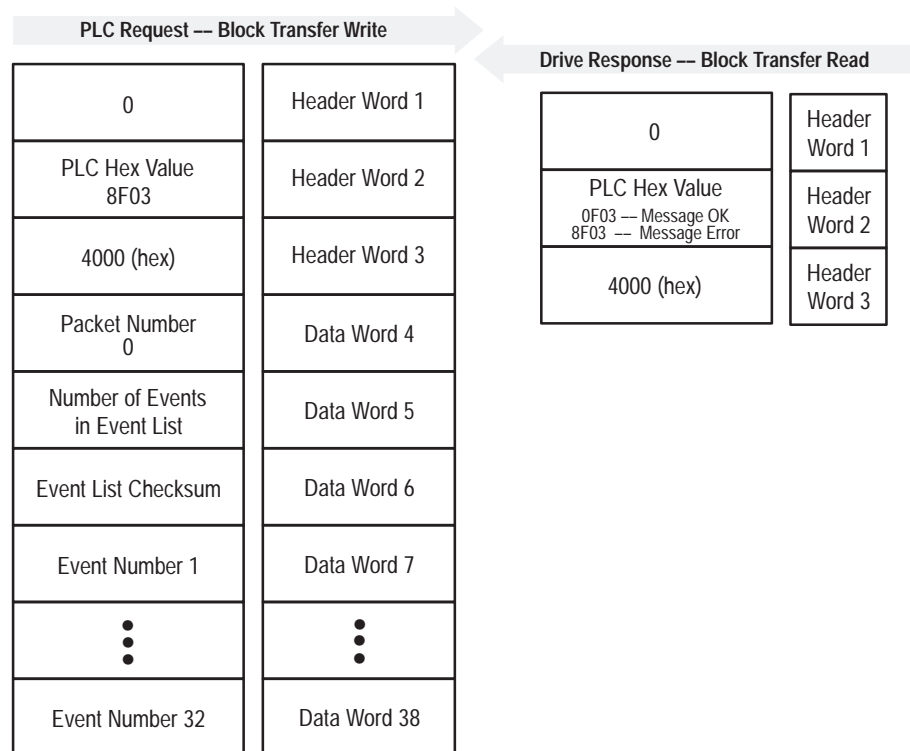 PLC Request –– Block Transfer Write
0
Header Word 1
PLC Hex Value
8F03
Header Word 2
4000 (hex)
Header Word 3
Packet Number
0
Data Word 4
Number of Events
in Event List
Data Word 5
Event List Checksum
Data Word 6
Event Number 1
Data Word 7
Event Number 32
Data Word 38
Drive Response –– Block Transfer Read
0
Header
Word 1
PLC Hex Value
0F03 –– Message OK
8F03 –– Message Error
Header
Word 2
4000 (hex)
Header
Word 3